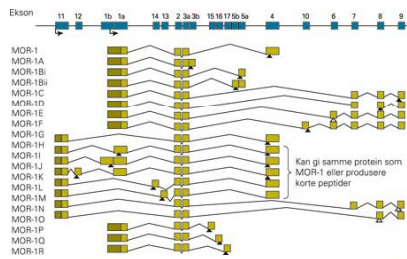 Ekson
11 12 1b 1a 14 13 2 3a 3b 15 16 17 5b 5a 4 10 6 7 8 9
MOR-1
MOR-1A
MOR-1Bi
MOR-1Bii
MOR-1C
MOR-1D
MOR-1E
MOR-1F
MOR-1G
MOR-1H
MOR-1I
MOR-1J
MOR-1K
MOR-1L
MOR-1M
MOR-1N
MOR-1O
MOR-1P
MOR-1Q
MOR-1R
Kan gi samme protein som
MOR-1 eller produsere
korte peptider